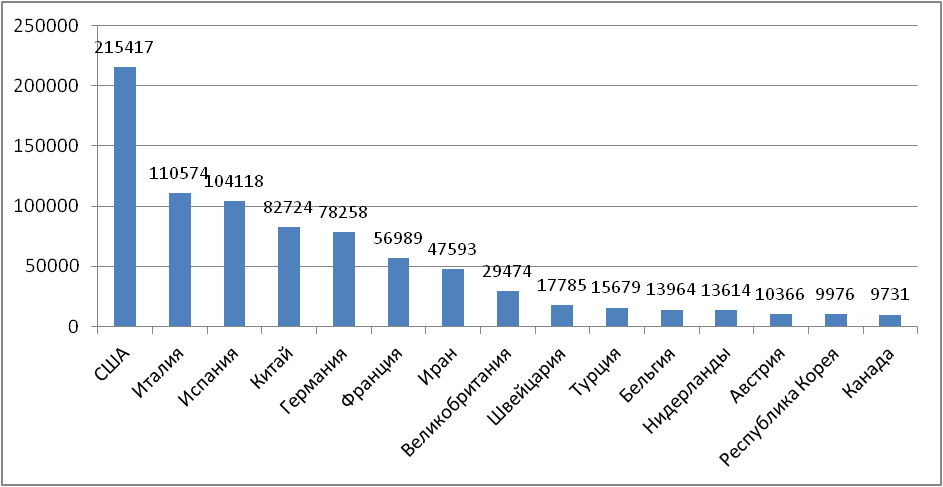 250000
200000
150000
100000
50000
0
215417
110574
104118
82724
78258
56989
47593
29474
17785
15679
13964
13614
10366
9976
9731
США
Италия
Испания
Китай
Германия
Франция
Иран
Великобритания
Швейцария
Турция
Бельгия
Нидерланды
Австрия
Республика Корея
Канада